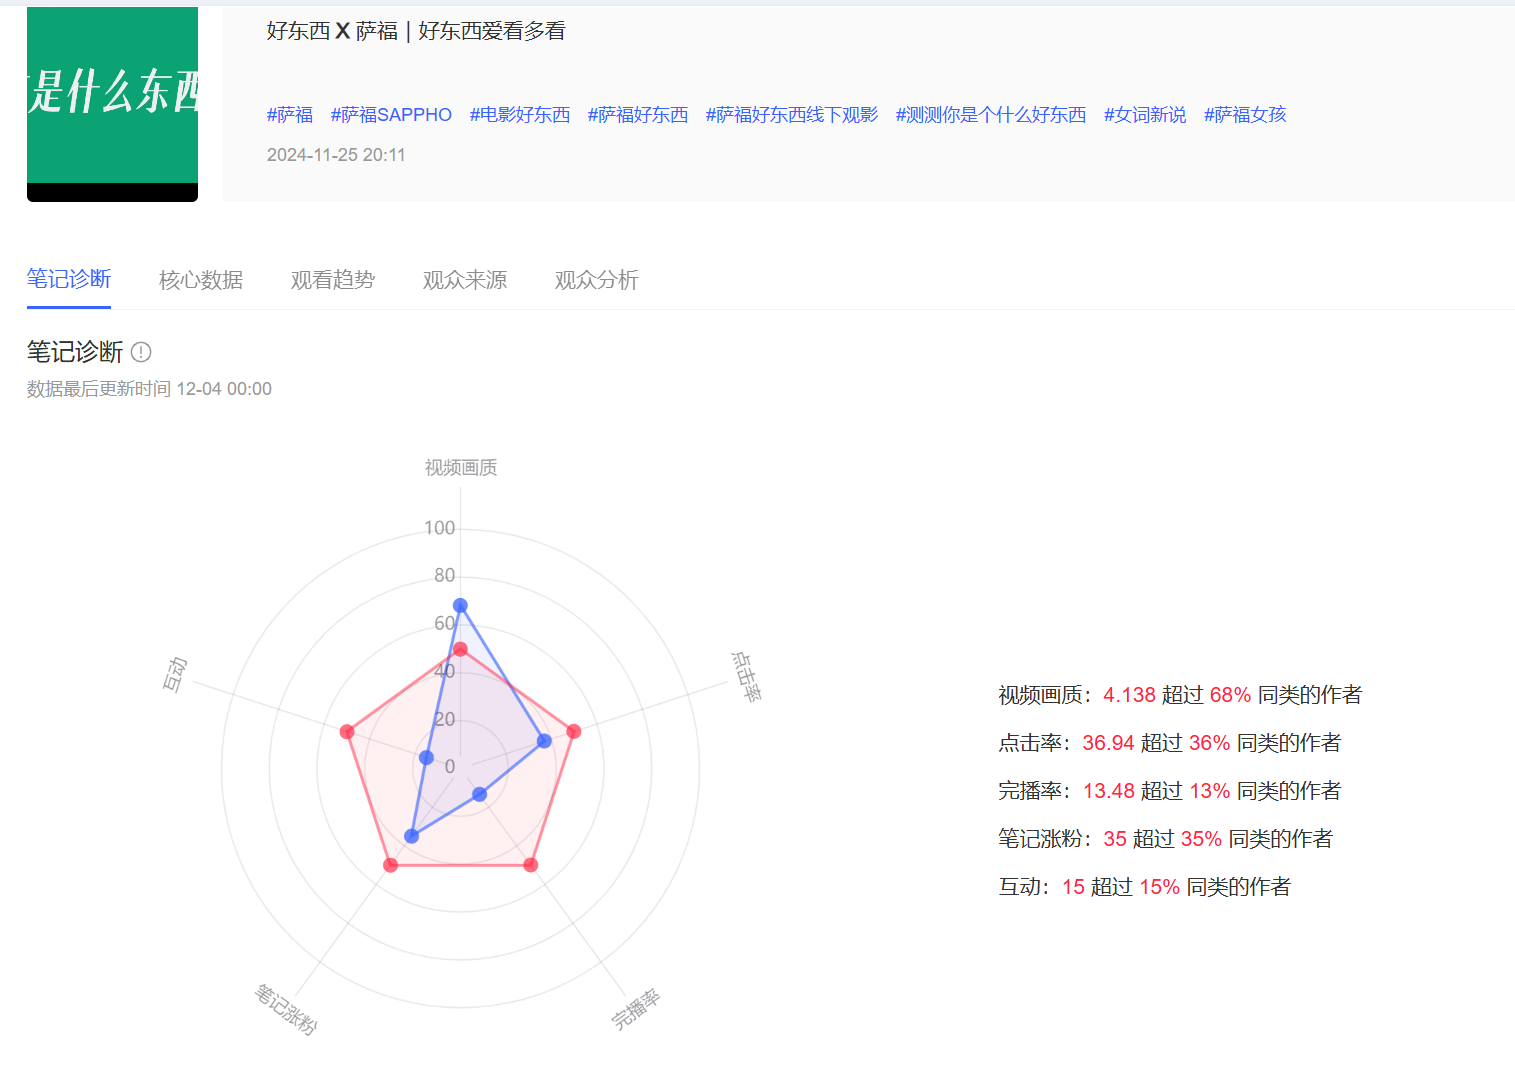 好东西 X 萨福｜好东西爱看多看
是什么东西
#萨福 #萨福SAPPHO #电影好东西 #萨福好东西 #萨福好东西线下观影 #测测你是个什么好东西 #女词新说 #萨福女孩
2024-11-25 20:11
笔记诊断 核心数据 观看趋势 观众来源 观众分析
笔记诊断
数据最后更新时间 12-04 00:00
视频画质
100
80
60
40
20
0
互动
点击率
笔记涨粉
完播率
视频画质：4.138 超过 68% 同类的作者
点击率：36.94 超过 36% 同类的作者
完播率：13.48 超过 13% 同类的作者
笔记涨粉：35 超过 35% 同类的作者
互动：15 超过 15% 同类的作者